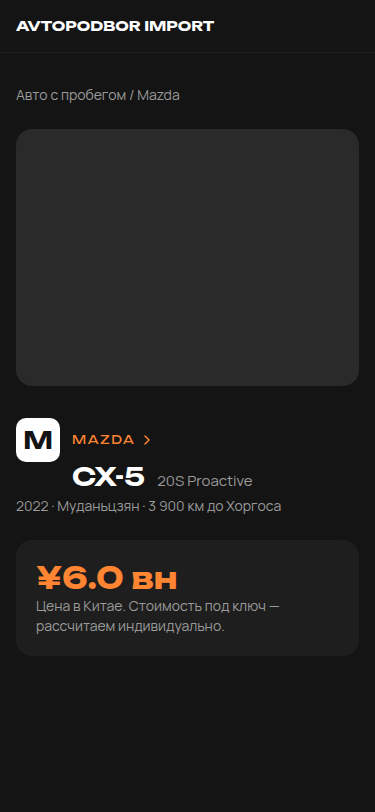 AVTOPODBOR IMPORT
Авто с пробегом / Mazda
M
MAZDA >
CX-5 20S Proactive
2022 · Муданьцзян · 3 900 км до Хоргоса
¥6.0 вн
Цена в Китае. Стоимость под ключ —
рассчитаем индивидуально.